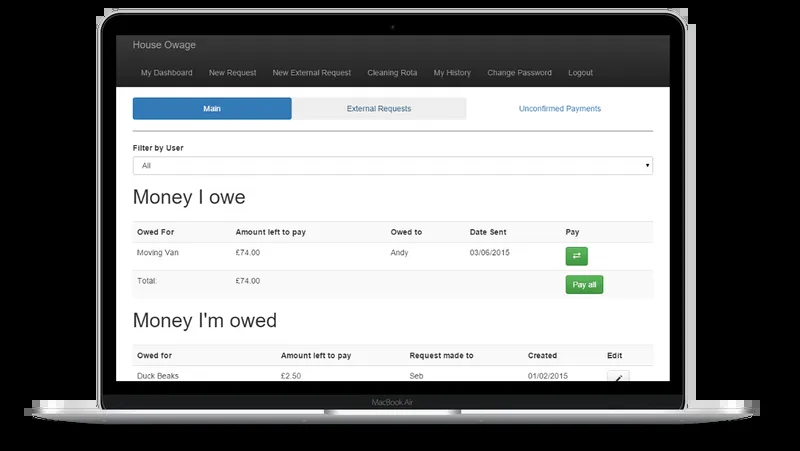 House Owage
My Dashboard New Request New External Request Cleaning Rota My History Change Password Logout
Main External Requests Unconfirmed Payments
Filter by User
All
Money I owe
Owed For Amount left to pay Owed to Date Sent Pay
Moving Van £74.00 Andy 03/06/2015
Total: £74.00 Pay all
Money I'm owed
Owed for Amount left to pay Request made to Created Edit
Duck Beaks £2.50 Seb 01/02/2015
MacBook Air